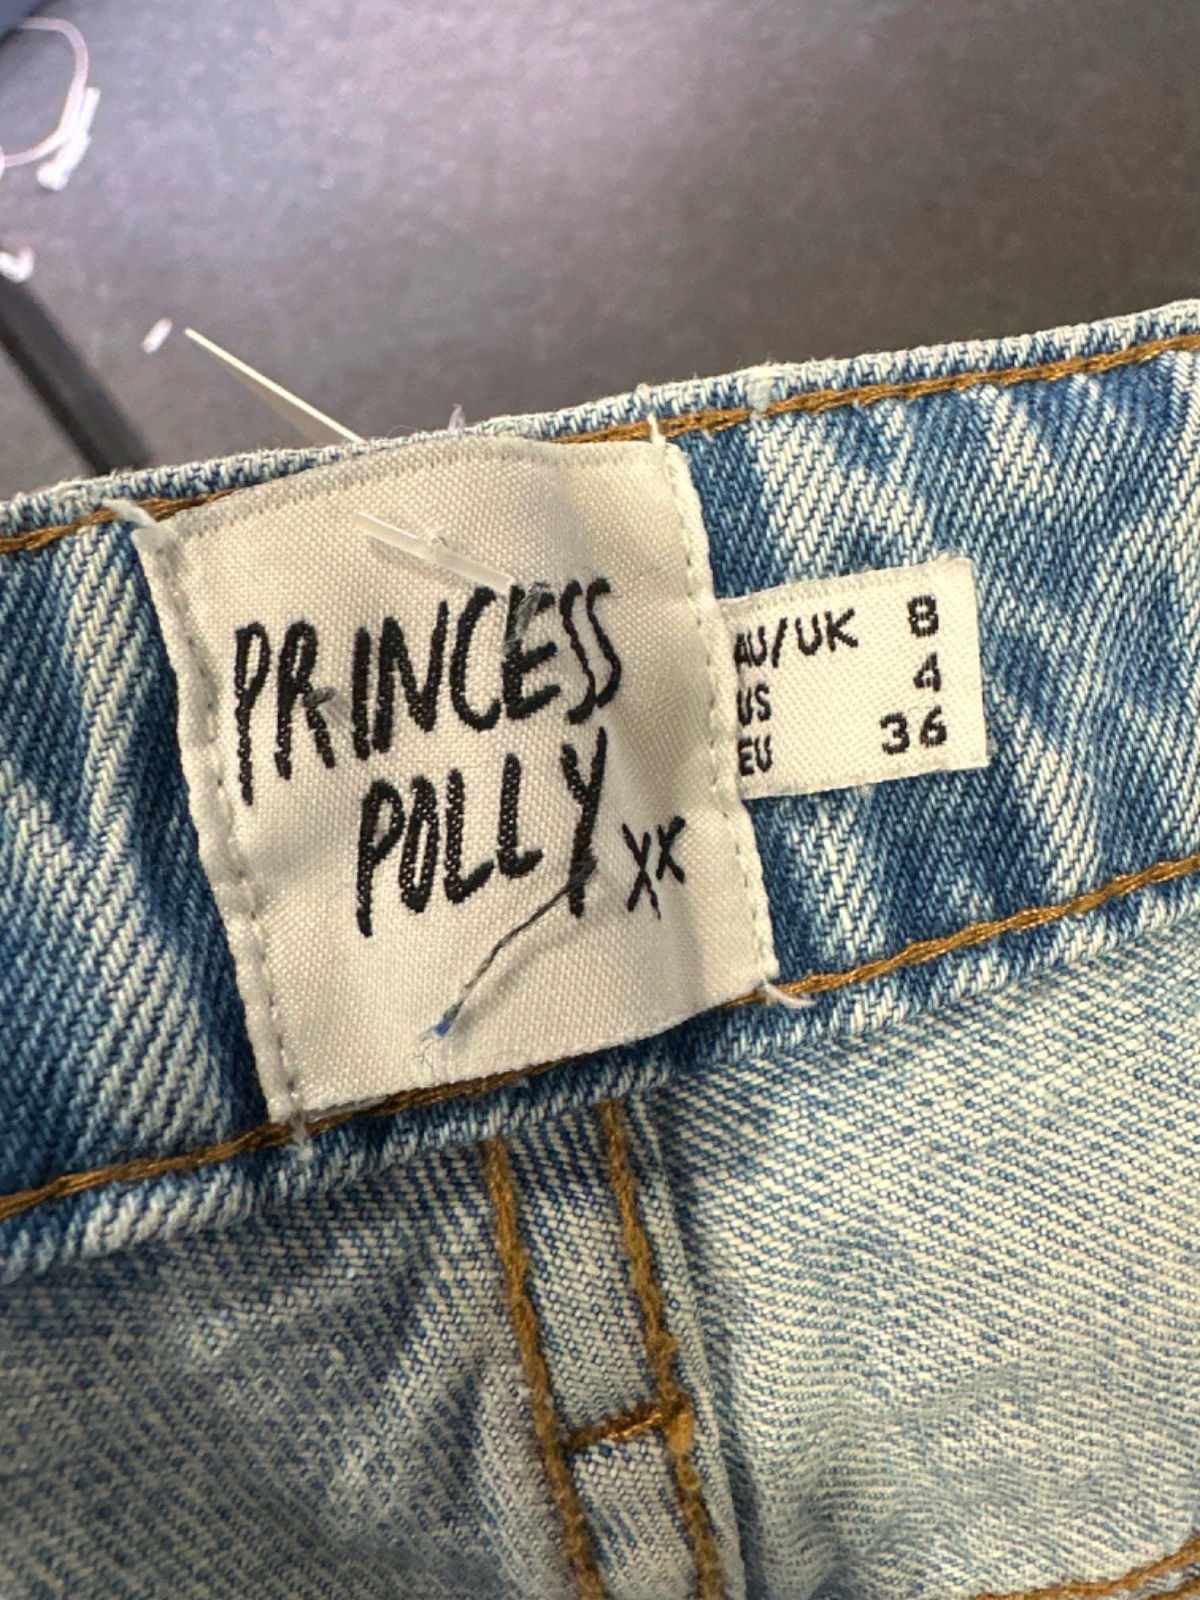 PRINCESS
POLLY xx
AU/UK 8
US 4
EU 36